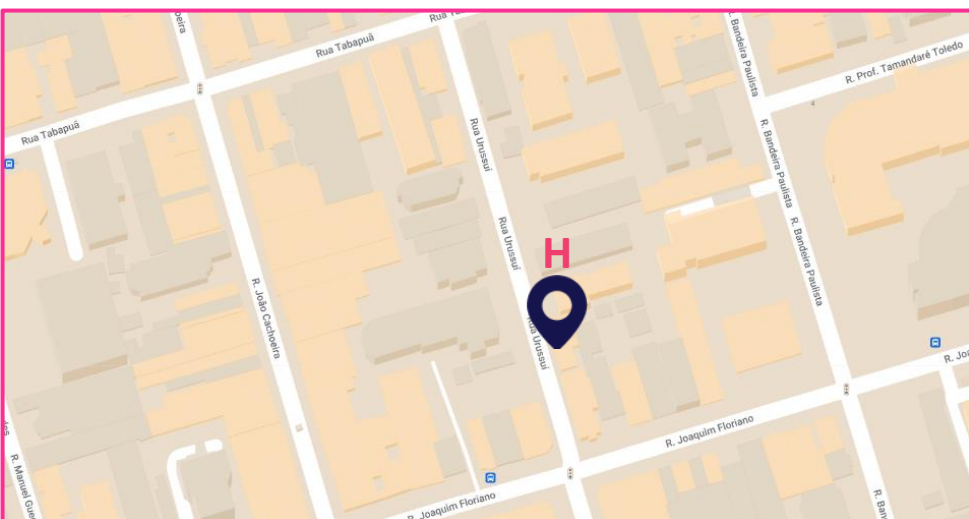 Rua Tabapuã
Rua Tabapuã
R. Prof. Tamandaré Toledo
R. Bandeira Paulista
R. Bandeira Paulista
R. Bandeira Paulista
Rua Urussuí
Rua Urussuí
Rua Urussuí
H
R. João Cachoeira
R. Joaquim Floriano
R. Joaquim Floriano